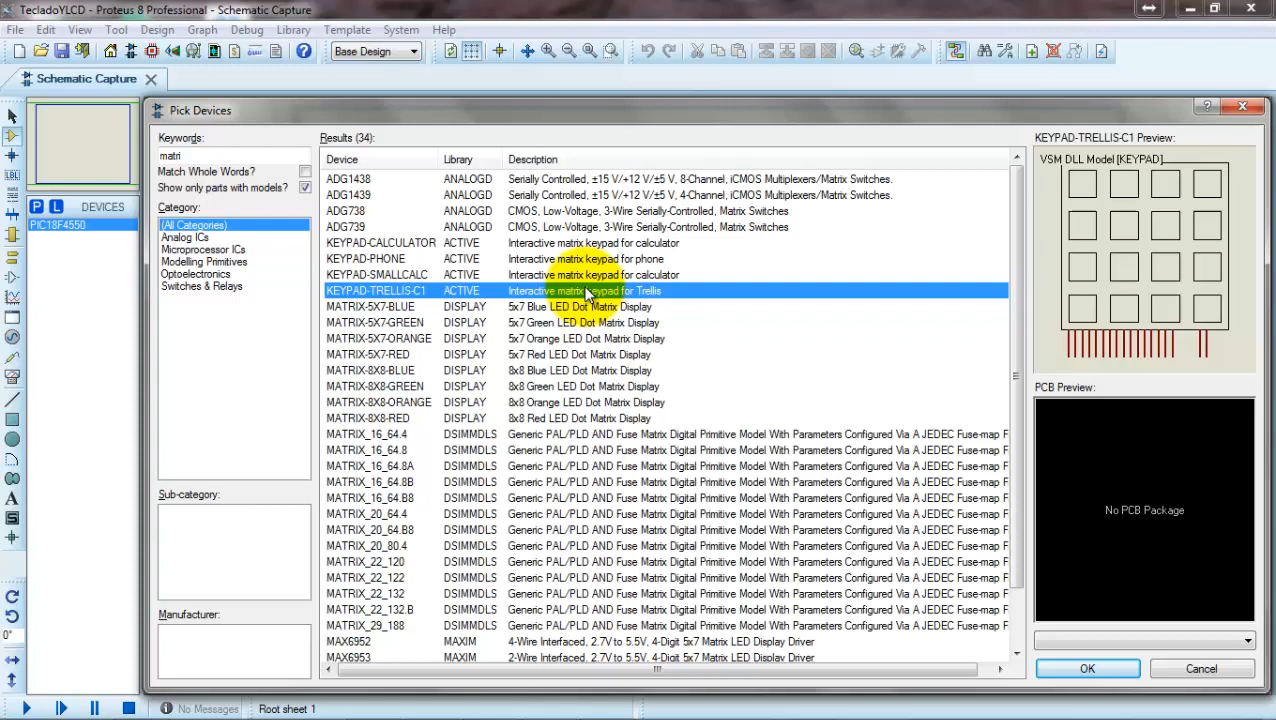 TecladoYLCD - Proteus 8 Professional - Schematic Capture
File Edit View Tool Design Graph Debug Library Template System Help
Base Design
Schematic Capture
Pick Devices
Keywords:
matri
Match Whole Words?
Show only parts with models?
Category:
(All Categories)
Analog ICs
Microprocessor ICs
Modelling Primitives
Optoelectronics
Switches & Relays
Sub-category:
Manufacturer:
P L DEVICES
PIC18F4550
LBL
A
S
0°
Results (34):
Device Library Description
ADG1438 ANALOGD Serially Controlled, ±15 V/+12 V/±5 V, 8-Channel, iCMOS Multiplexers/Matrix Switches.
ADG1439 ANALOGD Serially Controlled, ±15 V/+12 V/±5 V, 4-Channel, iCMOS Multiplexers/Matrix Switches.
ADG738 ANALOGD CMOS, Low-Voltage, 3-Wire Serially-Controlled, Matrix Switches
ADG739 ANALOGD CMOS, Low-Voltage, 3-Wire Serially-Controlled, Matrix Switches
KEYPAD-CALCULATOR ACTIVE Interactive matrix keypad for calculator
KEYPAD-PHONE ACTIVE Interactive matrix keypad for phone
KEYPAD-SMALLCALC ACTIVE Interactive matrix keypad for calculator
KEYPAD-TRELLIS-C1 ACTIVE Interactive matrix keypad for Trellis
MATRIX-5X7-BLUE DISPLAY 5x7 Blue LED Dot Matrix Display
MATRIX-5X7-GREEN DISPLAY 5x7 Green LED Dot Matrix Display
MATRIX-5X7-ORANGE DISPLAY 5x7 Orange LED Dot Matrix Display
MATRIX-5X7-RED DISPLAY 5x7 Red LED Dot Matrix Display
MATRIX-8X8-BLUE DISPLAY 8x8 Blue LED Dot Matrix Display
MATRIX-8X8-GREEN DISPLAY 8x8 Green LED Dot Matrix Display
MATRIX-8X8-ORANGE DISPLAY 8x8 Orange LED Dot Matrix Display
MATRIX-8X8-RED DISPLAY 8x8 Red LED Dot Matrix Display
MATRIX_16_64.4 DSIMMDLS Generic PAL/PLD AND Fuse Matrix Digital Primitive Model With Parameters Configured Via A JEDEC Fuse-map F
MATRIX_16_64.8 DSIMMDLS Generic PAL/PLD AND Fuse Matrix Digital Primitive Model With Parameters Configured Via A JEDEC Fuse-map F
MATRIX_16_64.8A DSIMMDLS Generic PAL/PLD AND Fuse Matrix Digital Primitive Model With Parameters Configured Via A JEDEC Fuse-map F
MATRIX_16_64.8B DSIMMDLS Generic PAL/PLD AND Fuse Matrix Digital Primitive Model With Parameters Configured Via A JEDEC Fuse-map F
MATRIX_16_64.B8 DSIMMDLS Generic PAL/PLD AND Fuse Matrix Digital Primitive Model With Parameters Configured Via A JEDEC Fuse-map F
MATRIX_20_64.4 DSIMMDLS Generic PAL/PLD AND Fuse Matrix Digital Primitive Model With Parameters Configured Via A JEDEC Fuse-map F
MATRIX_20_64.B8 DSIMMDLS Generic PAL/PLD AND Fuse Matrix Digital Primitive Model With Parameters Configured Via A JEDEC Fuse-map F
MATRIX_20_80.4 DSIMMDLS Generic PAL/PLD AND Fuse Matrix Digital Primitive Model With Parameters Configured Via A JEDEC Fuse-map F
MATRIX_22_120 DSIMMDLS Generic PAL/PLD AND Fuse Matrix Digital Primitive Model With Parameters Configured Via A JEDEC Fuse-map F
MATRIX_22_122 DSIMMDLS Generic PAL/PLD AND Fuse Matrix Digital Primitive Model With Parameters Configured Via A JEDEC Fuse-map F
MATRIX_22_132 DSIMMDLS Generic PAL/PLD AND Fuse Matrix Digital Primitive Model With Parameters Configured Via A JEDEC Fuse-map F
MATRIX_22_132.B DSIMMDLS Generic PAL/PLD AND Fuse Matrix Digital Primitive Model With Parameters Configured Via A JEDEC Fuse-map F
MATRIX_29_188 DSIMMDLS Generic PAL/PLD AND Fuse Matrix Digital Primitive Model With Parameters Configured Via A JEDEC Fuse-map F
MAX6952 MAXIM 4-Wire Interfaced, 2.7V to 5.5V, 4-Digit 5x7 Matrix LED Display Driver
MAX6953 MAXIM 2-Wire Interfaced, 2.7V to 5.5V, 4-Digit 5x7 Matrix LED Display Driver
KEYPAD-TRELLIS-C1 Preview:
VSM DLL Model [KEYPAD]
PCB Preview:
No PCB Package
OK Cancel
No Messages Root sheet 1